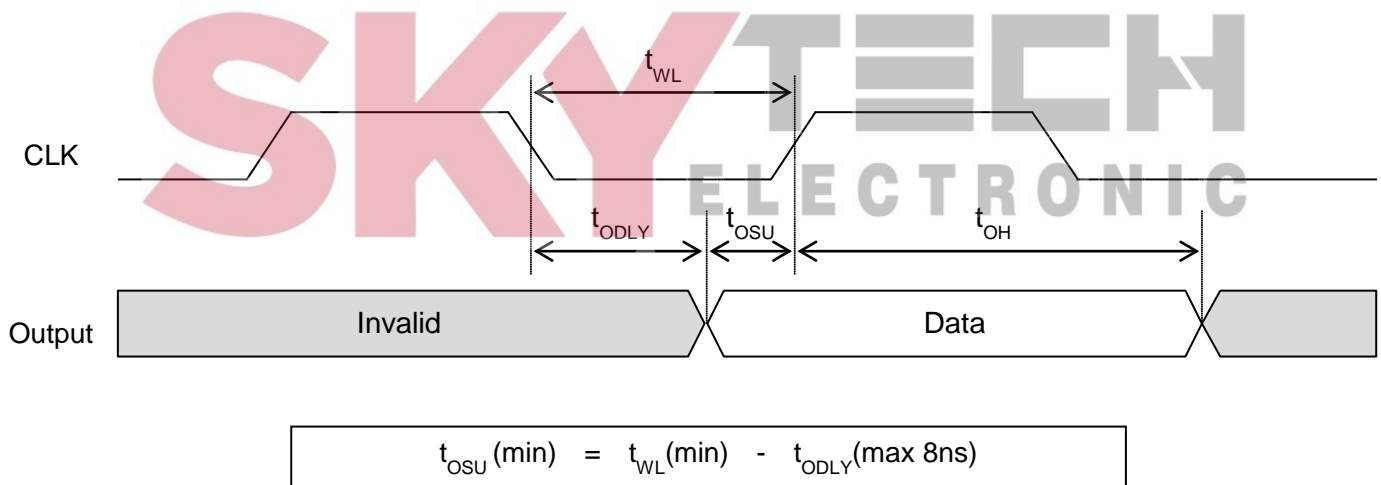 SKYTECH
ELECTRONIC
t_WL
CLK
t_ODLY
t_OSU
t_OH
Output
Invalid
Data
t_OSU (min) = t_WL(min) - t_ODLY(max 8ns)